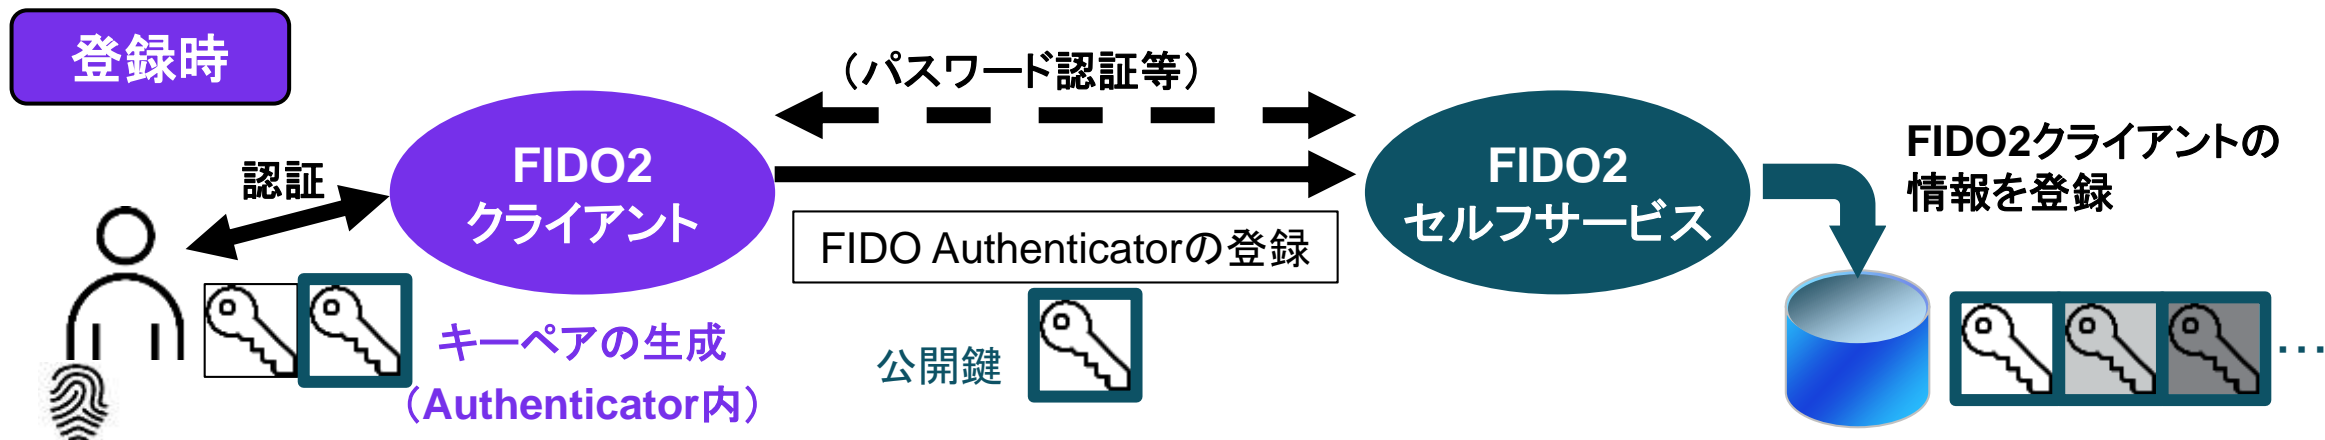 登録時
（パスワード認証等）
認証
FIDO2
クライアント
FIDO2
セルフサービス
FIDO2クライアントの
情報を登録
FIDO Authenticatorの登録
キーペアの生成
（Authenticator内）
公開鍵
...